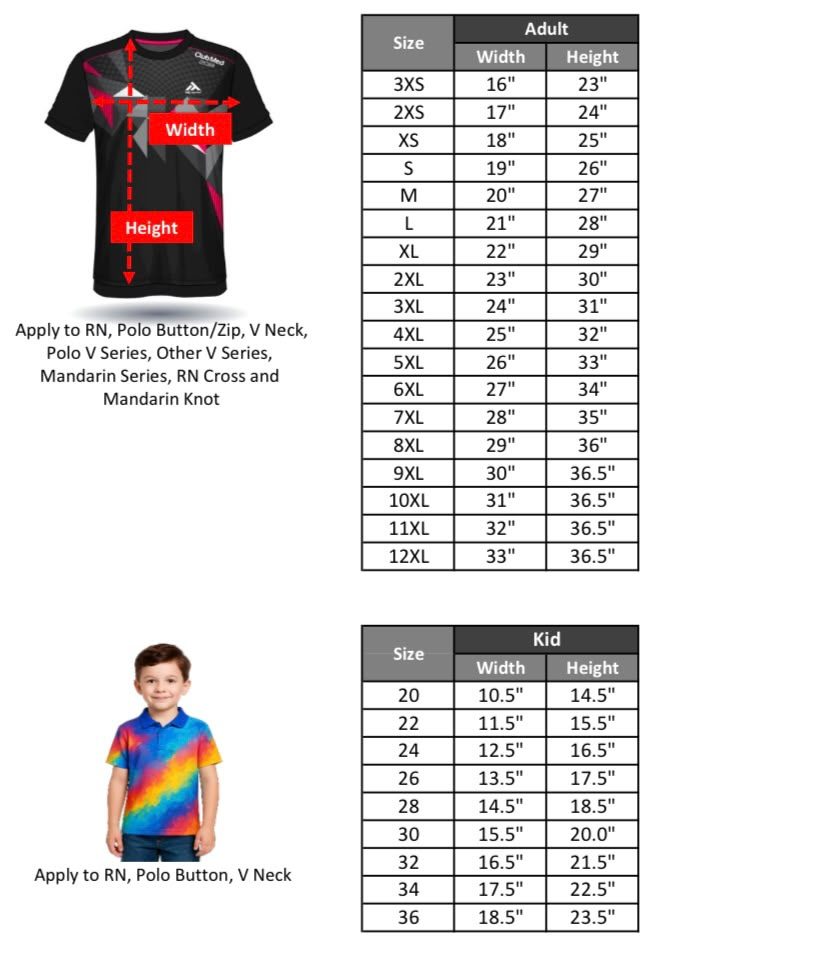 Club Med
Width
Height
Apply to RN, Polo Button/Zip, V Neck,
Polo V Series, Other V Series,
Mandarin Series, RN Cross and
Mandarin Knot
Size Adult
Width Height
3XS 16" 23"
2XS 17" 24"
XS 18" 25"
S 19" 26"
M 20" 27"
L 21" 28"
XL 22" 29"
2XL 23" 30"
3XL 24" 31"
4XL 25" 32"
5XL 26" 33"
6XL 27" 34"
7XL 28" 35"
8XL 29" 36"
9XL 30" 36.5"
10XL 31" 36.5"
11XL 32" 36.5"
12XL 33" 36.5"
Apply to RN, Polo Button, V Neck
Size Kid
Width Height
20 10.5" 14.5"
22 11.5" 15.5"
24 12.5" 16.5"
26 13.5" 17.5"
28 14.5" 18.5"
30 15.5" 20.0"
32 16.5" 21.5"
34 17.5" 22.5"
36 18.5" 23.5"